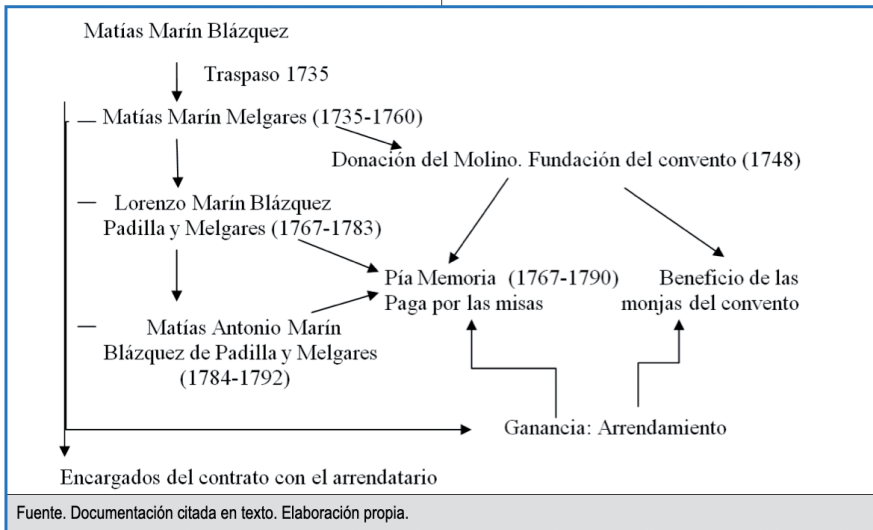 Matías Marín Blázquez
Traspaso 1735
Matías Marín Melgares (1735-1760)
Donación del Molino. Fundación del convento (1748)
Lorenzo Marín Blázquez
Padilla y Melgares (1767-1783)
Pía Memoria (1767-1790)
Paga por las misas
Beneficio de las
monjas del convento
Matías Antonio Marín
Blázquez de Padilla y Melgares
(1784-1792)
Ganancia: Arrendamiento
Encargados del contrato con el arrendatario
Fuente. Documentación citada en texto. Elaboración propia.